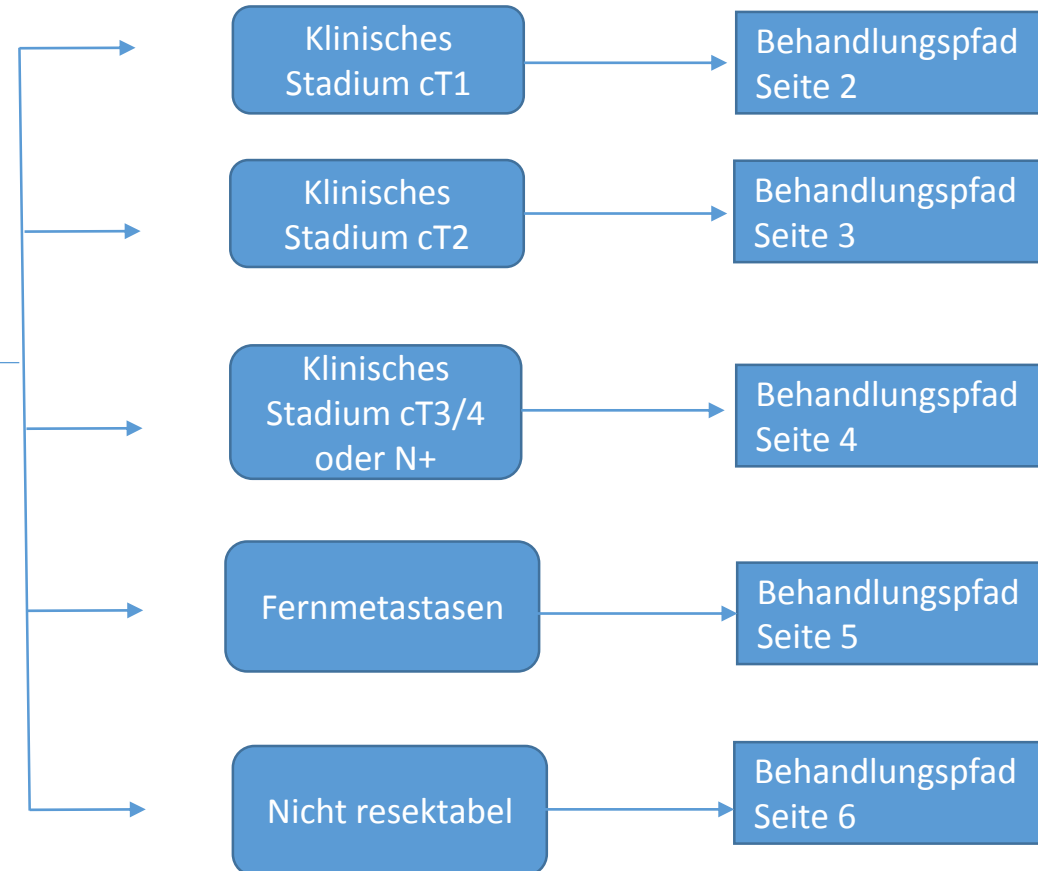 Klinisches
Stadium cT1
Behandlungspfad
Seite 2
Klinisches
Stadium cT2
Behandlungspfad
Seite 3
Klinisches
Stadium cT3/4
oder N+
Behandlungspfad
Seite 4
Fernmetastasen
Behandlungspfad
Seite 5
Nicht resektabel
Behandlungspfad
Seite 6